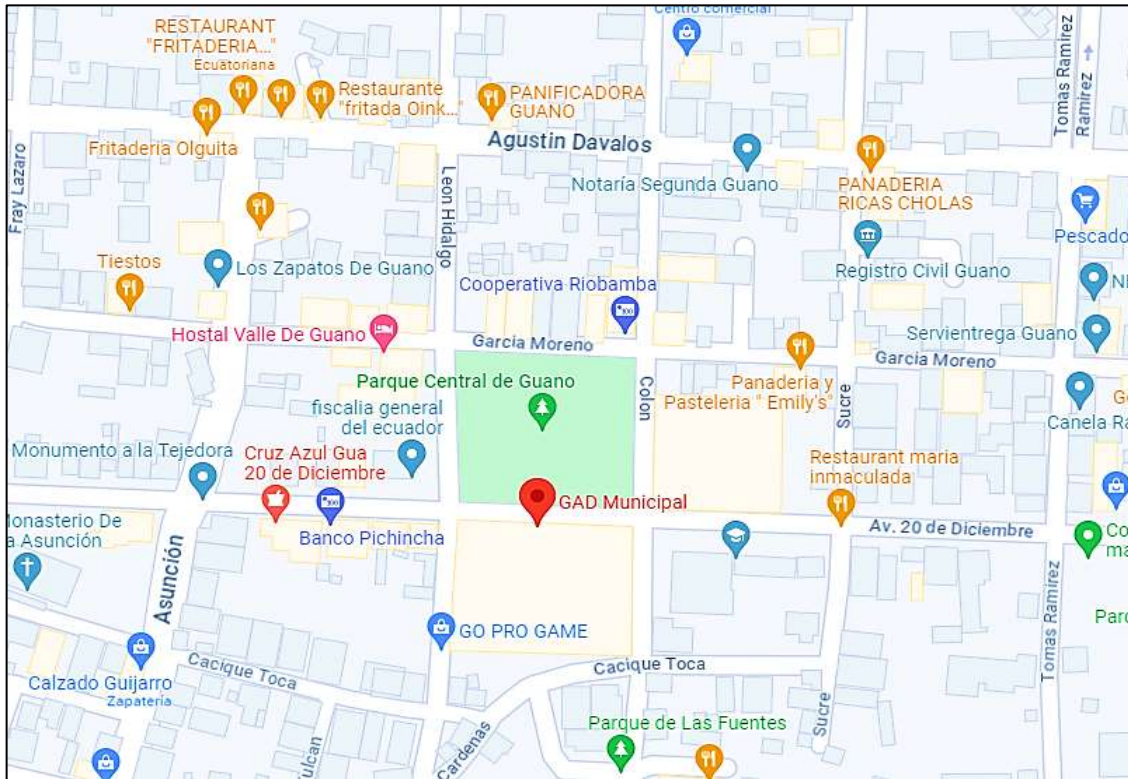 Centro comercial
RESTAURANT
"FRITADERIA..."
Ecuatoriana
Restaurante
"fritada Oink..."
PANIFICADORA
GUANO
Tomas Ramirez
Ramirez
Fritaderia Olguita
Agustin Davalos
Notaría Segunda Guano
PANADERIA
RICAS CHOLAS
Fray Lazaro
Leon Hidalgo
Pescado
Tiestos
Los Zapatos De Guano
Registro Civil Guano
Cooperativa Riobamba
Hostal Valle De Guano
Garcia Moreno
Servientrega Guano
Garcia Moreno
Parque Central de Guano
Colon
Panaderia y
Pasteleria " Emily's"
Sucre
fiscalia general
del ecuador
Canela Ra
Monumento a la Tejedora
Cruz Azul Gua
20 de Diciembre
Restaurant maria
inmaculada
GAD Municipal
Banco Pichincha
Av. 20 de Diciembre
Monasterio De
a Asunción
Co
ma
Asunción
GO PRO GAME
Parq
Tomas Ramirez
Cacique Toca
Cacique Toca
Calzado Guijarro
Zapatería
Sucre
Cardenas
Parque de Las Fuentes